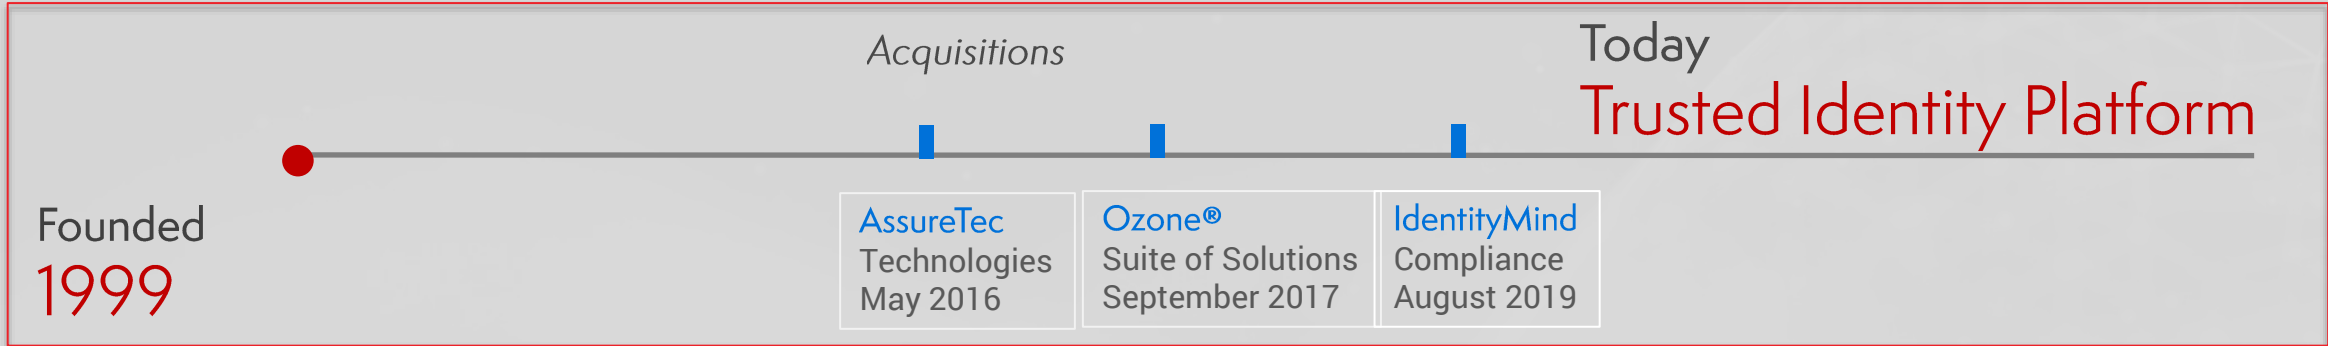 Founded
1999
Acquisitions
AssureTec
Technologies
May 2016
Ozone®
Suite of Solutions
September 2017
IdentityMind
Compliance
August 2019
Today
Trusted Identity Platform